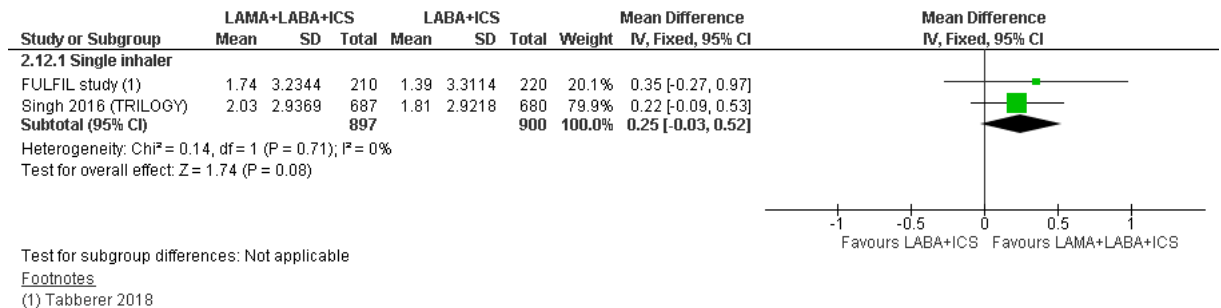 LAMA+LABA+ICS LABA+ICS Mean Difference Mean Difference
Study or Subgroup Mean SD Total Mean SD Total Weight IV, Fixed, 95% CI IV, Fixed, 95% CI
2.12.1 Single inhaler
FULFIL study (1) 1.74 3.2344 210 1.39 3.3114 220 20.1% 0.35 [-0.27, 0.97]
Singh 2016 (TRILOGY) 2.03 2.9369 687 1.81 2.9218 680 79.9% 0.22 [-0.09, 0.53]
Subtotal (95% CI) 897 900 100.0% 0.25 [-0.03, 0.52]
Heterogeneity: Chi² = 0.14, df = 1 (P = 0.71); I² = 0%
Test for overall effect: Z = 1.74 (P = 0.08)
-1 -0.5 0 0.5 1
Favours LABA+ICS Favours LAMA+LABA+ICS
Test for subgroup differences: Not applicable
Footnotes
(1) Tabberer 2018